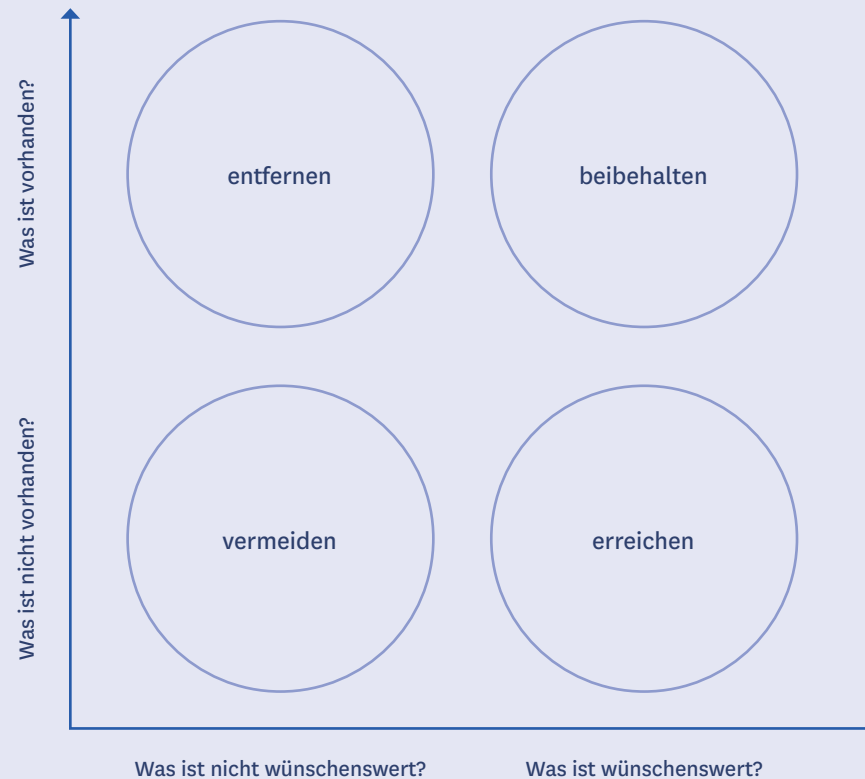 Was ist vorhanden?
entfernen
beibehalten
Was ist nicht vorhanden?
vermeiden
erreichen
Was ist nicht wünschenswert?
Was ist wünschenswert?